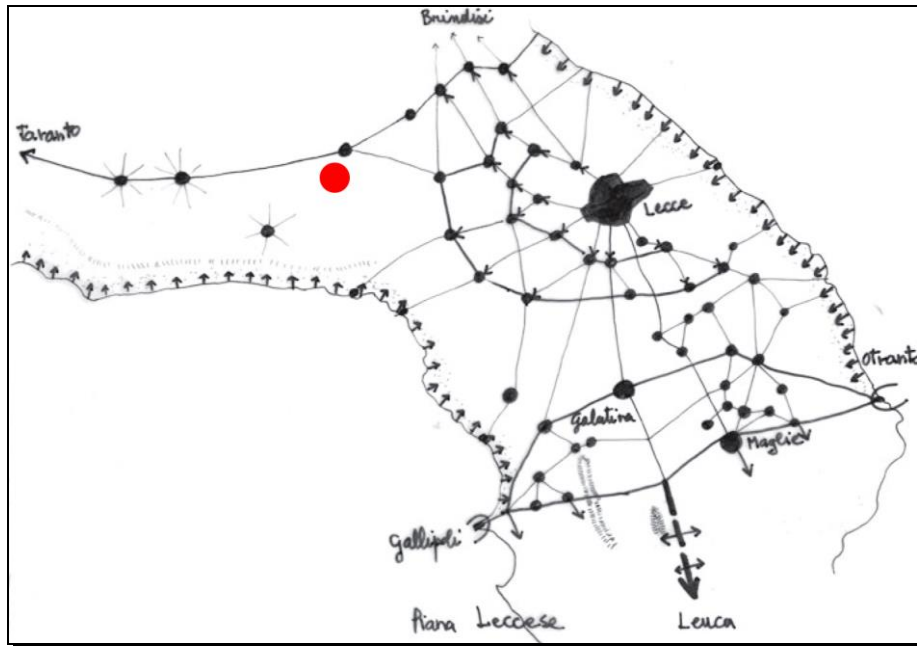 Brindisi
Taranto
Lecce
Otranto
Galatina
Maglie
Gallipoli
Piana Leccese
Leuca